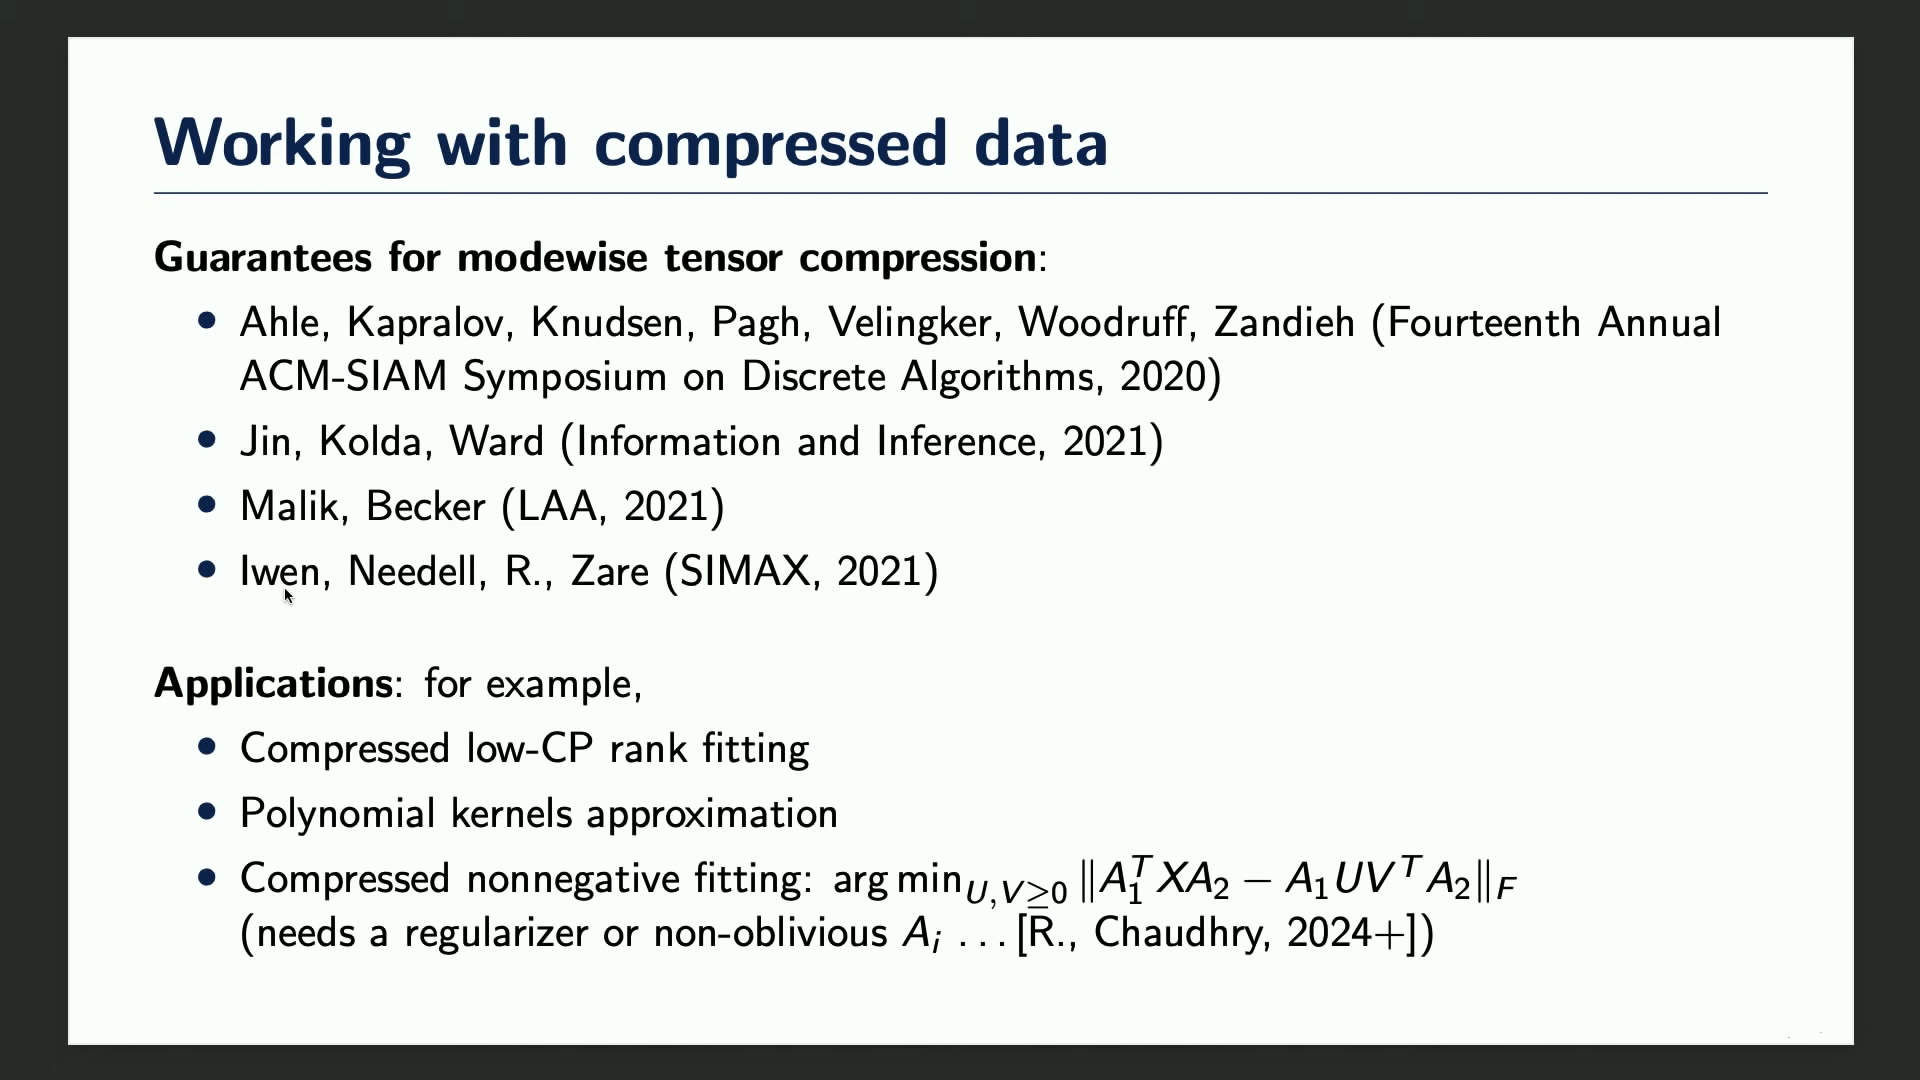 Working with compressed data
Guarantees for modewise tensor compression:
• Ahle, Kapralov, Knudsen, Pagh, Velingker, Woodruff, Zandieh (Fourteenth Annual
ACM-SIAM Symposium on Discrete Algorithms, 2020)
• Jin, Kolda, Ward (Information and Inference, 2021)
• Malik, Becker (LAA, 2021)
• Iwen, Needell, R., Zare (SIMAX, 2021)
Applications: for example,
• Compressed low-CP rank fitting
• Polynomial kernels approximation
• Compressed nonnegative fitting: arg min_{U,V≥0} ‖A_1^T XA_2 − A_1UV^T A_2‖_F
(needs a regularizer or non-oblivious A_i ...[R., Chaudhry, 2024+])